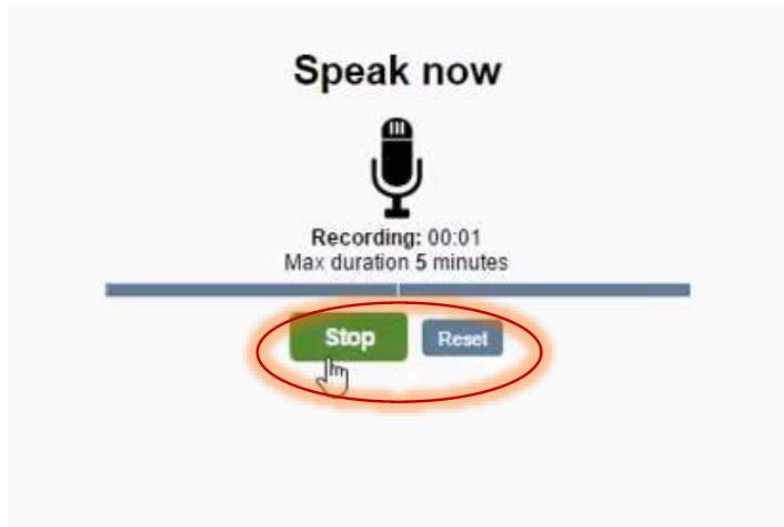 Speak now
Recording: 00:01
Max duration 5 minutes
Stop Reset